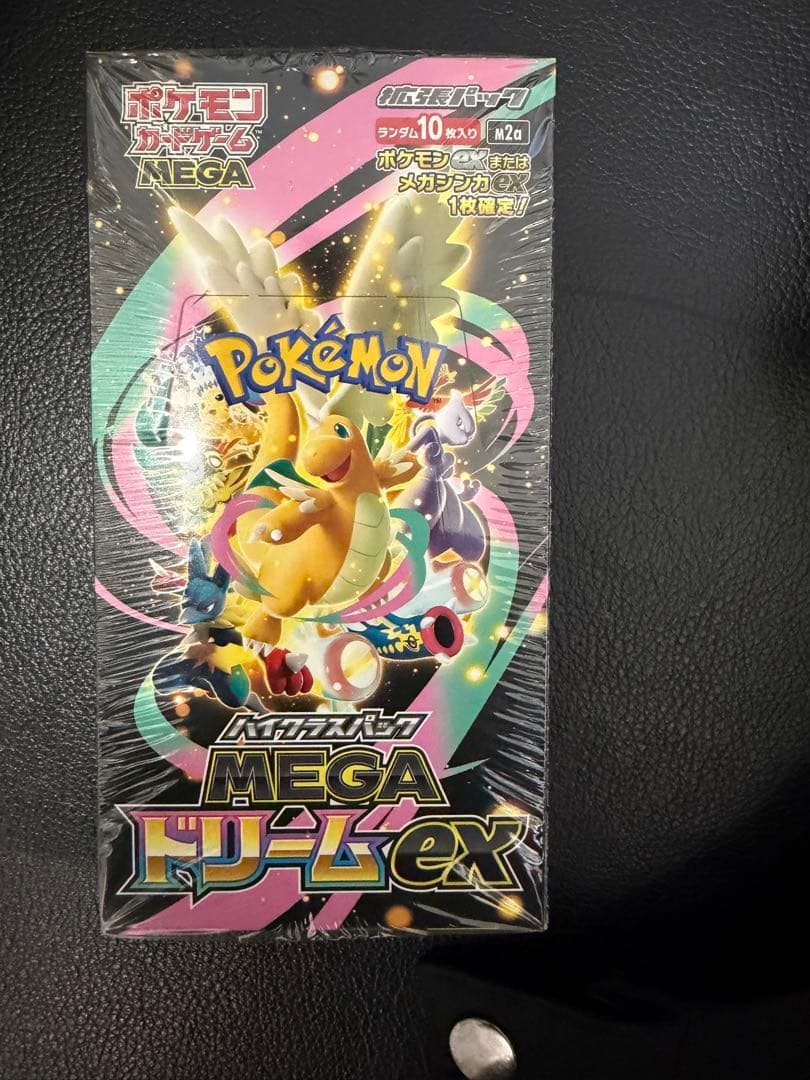 ポケモン
カードゲーム™
MEGA
拡張パック
ランダム10枚入り M2a
ポケモンexまたは
メガシンカex
1枚確定!
POKéMON
ハイクラスパック
MEGA
ドリームex